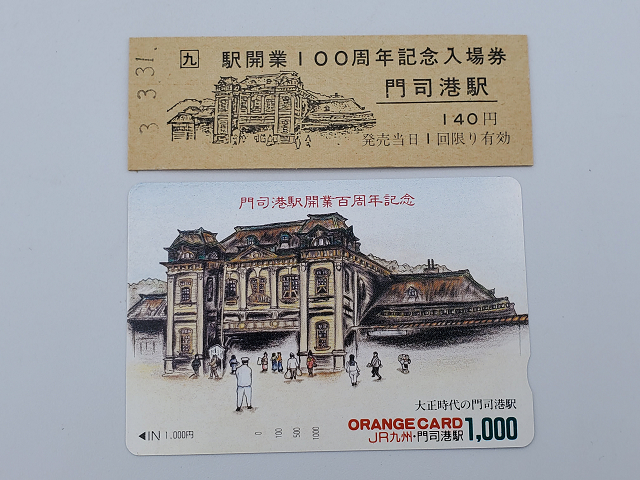 3. 3.31.
九 駅開業100周年記念入場券
門司港駅
140円
発売当日1回限り有効
門司港駅開業百周年記念
大正時代の門司港駅
ORANGE CARD
JR九州・門司港駅 1,000
◀IN 1,000円
0 100 500 1000